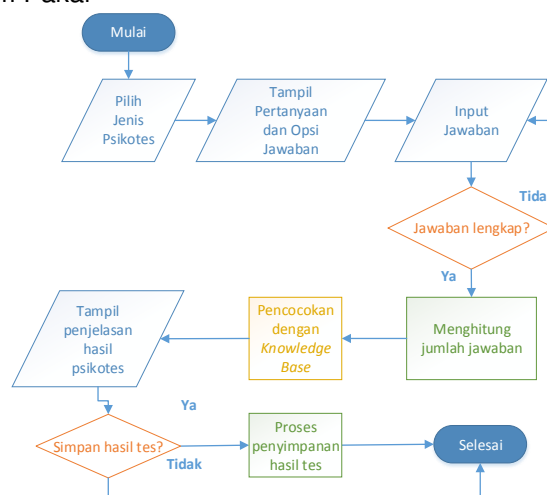 Mulai
Pilih
Jenis
Psikotes
Tampil
Pertanyaan
dan Opsi
Jawaban
Input
Jawaban
Jawaban lengkap?
Ya
Menghitung
jumlah jawaban
Pencocokan
dengan
Knowledge
Base
Tampil
penjelasan
hasil
psikotes
Simpan hasil tes?
Ya
Tidak
Proses
penyimpanan
hasil tes
Selesai